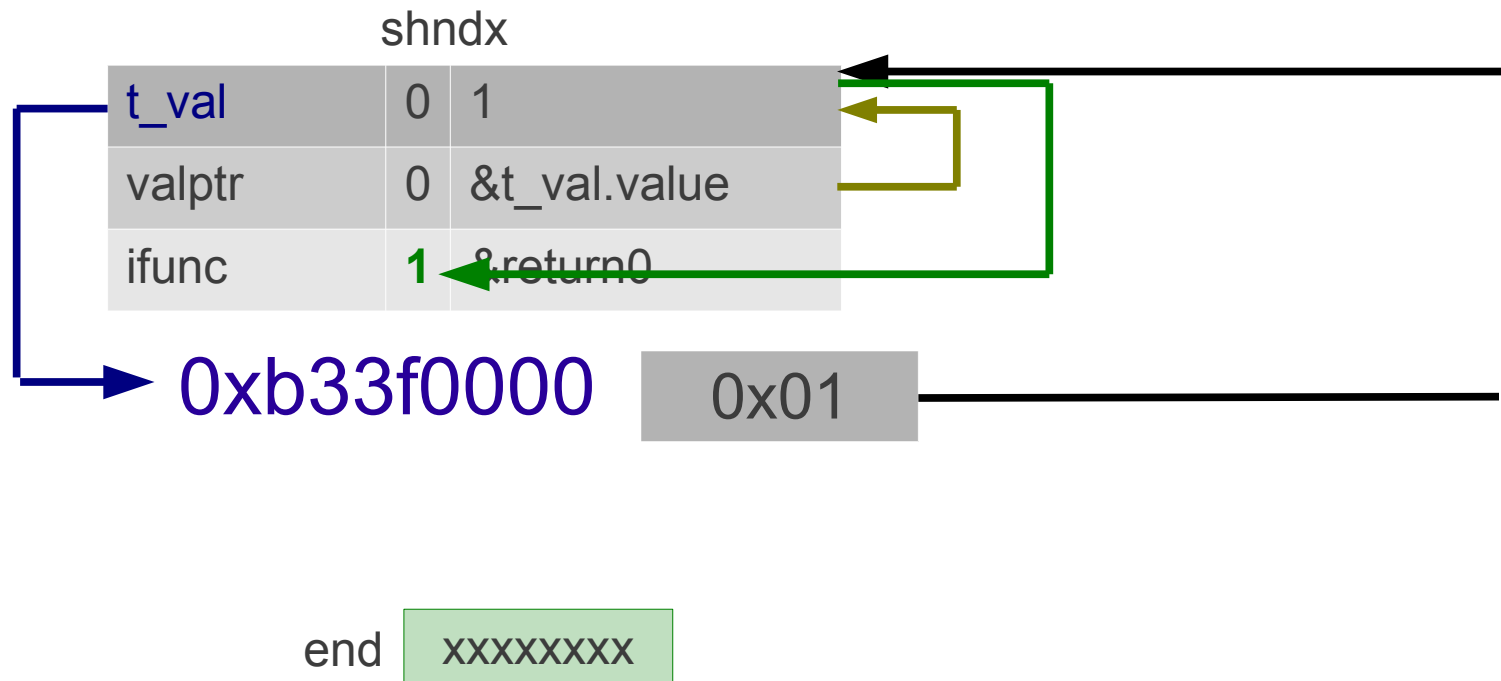 shndx
t_val 0 1
valptr 0 &t_val.value
ifunc 1 &return0
0xb33f0000 0x01
end xxxxxxxx